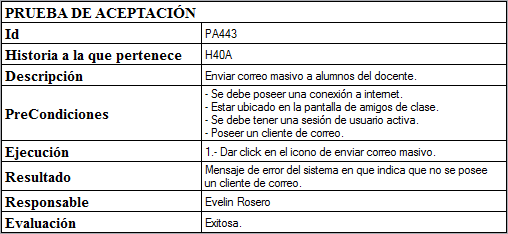 PRUEBA DE ACEPTACIÓN
Id PA443
Historia a la que pertenece H40A
Descripción Enviar correo masivo a alumnos del docente.
PreCondiciones - Se debe poseer una conexión a internet.
- Estar ubicado en la pantalla de amigos de clase.
- Se debe tener una sesión de usuario activa.
- Poseer un cliente de correo.
Ejecución 1.- Dar click en el icono de enviar correo masivo.
Resultado Mensaje de error del sistema en que indica que no se posee
un cliente de correo.
Responsable Evelin Rosero
Evaluación Exitosa.